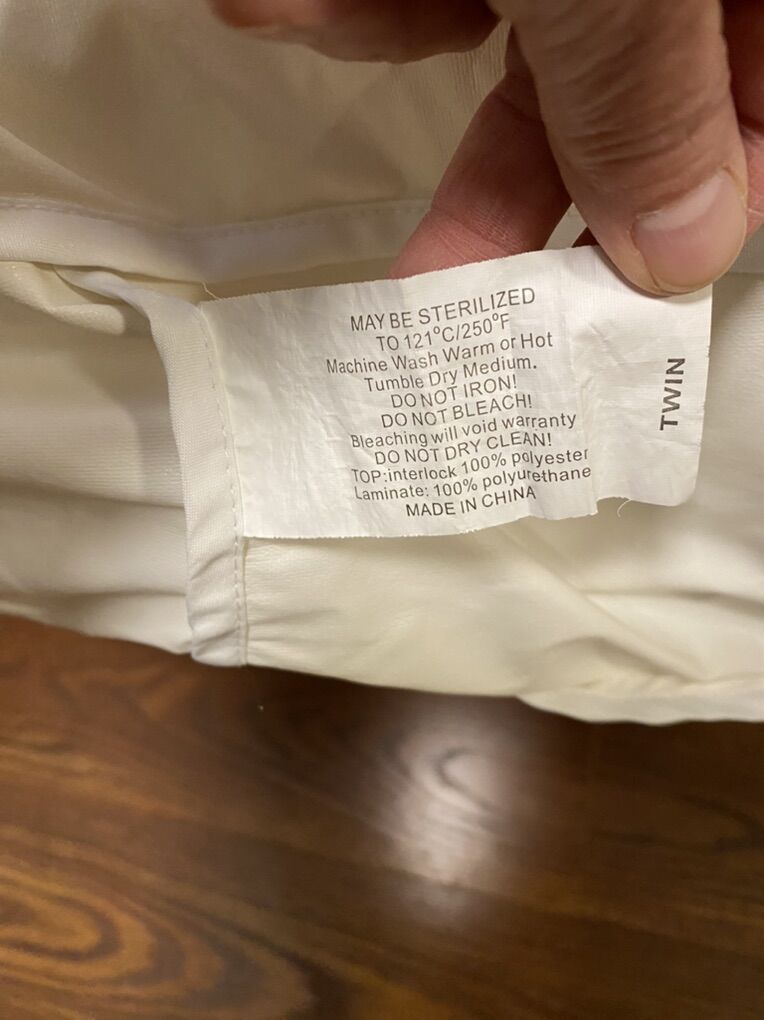 MAY BE STERILIZED
TO 121°C/250°F
Machine Wash Warm or Hot
Tumble Dry Medium.
DO NOT IRON!
DO NOT BLEACH!
Bleaching will void warranty
DO NOT DRY CLEAN!
TOP:interlock 100% polyester
Laminate: 100% polyurethane
MADE IN CHINA
TWIN